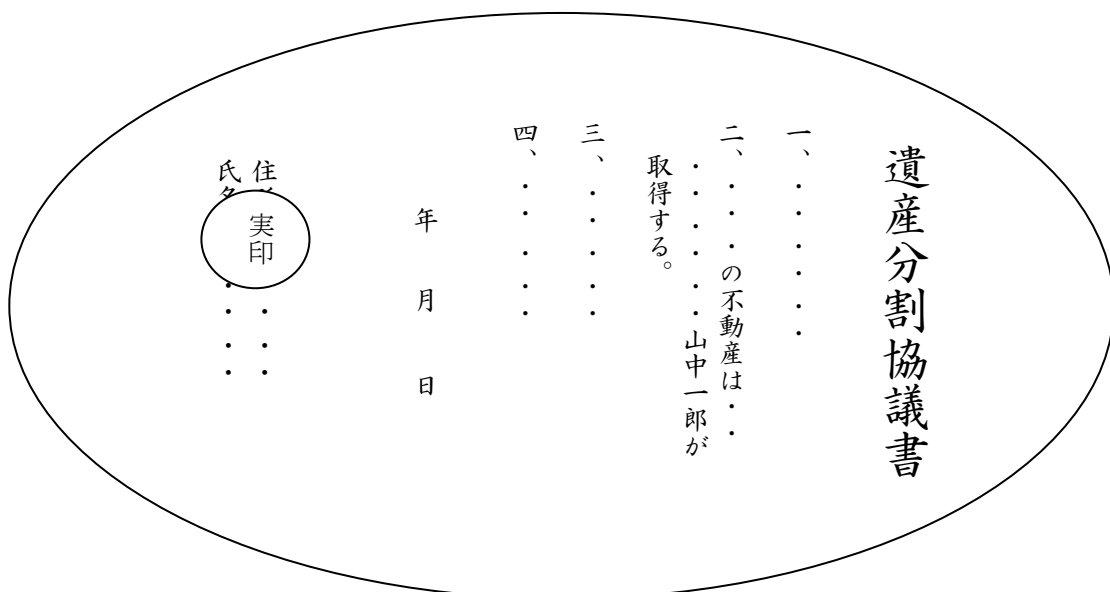 遺産分割協議書
一、・・・・・・・
二、・・・の不動産は・・
・・・・・・山中一郎が
取得する。
三、・・・・・
四、・・・・・
年 月 日
住
・・・
氏
・・・・
実印